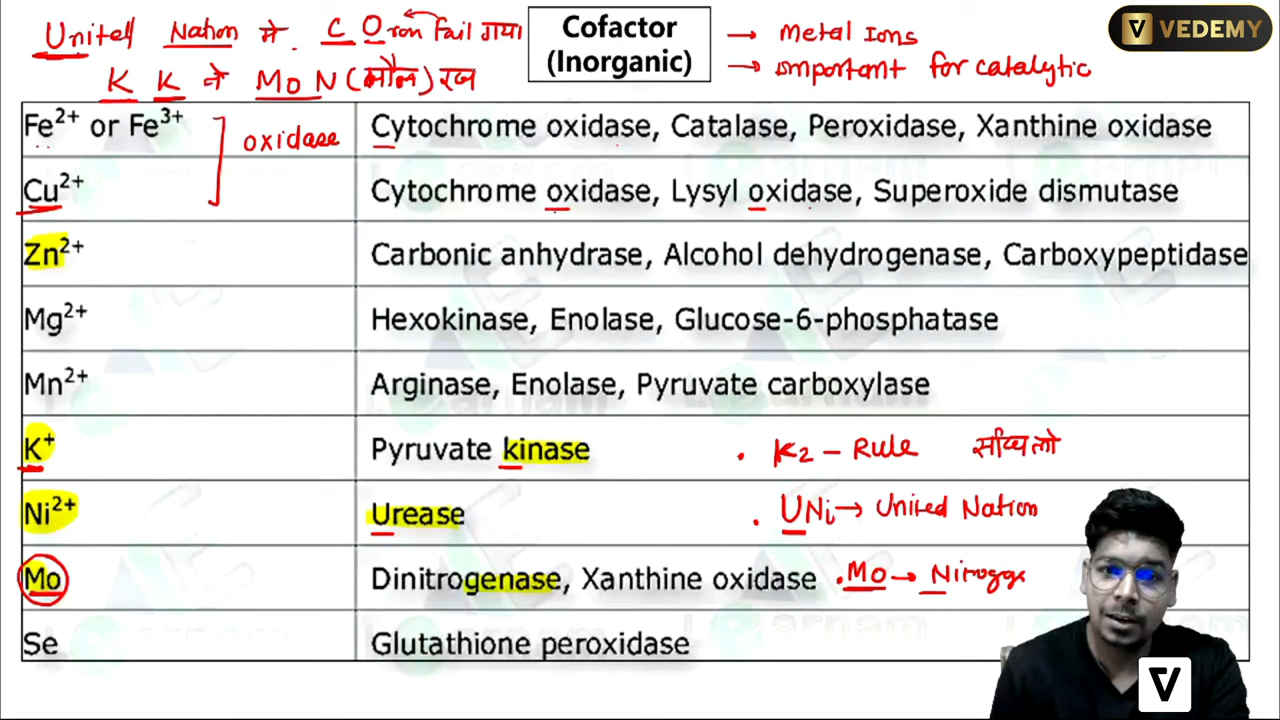 United Nation में C O ron fail गया
K K ने MO N (मौन) रख
Cofactor
(Inorganic)
→ metal Ions
→ important for catalytic
VEDEMY
Fe2+ or Fe3+
oxidase
Cytochrome oxidase, Catalase, Peroxidase, Xanthine oxidase
Cu2+
Cytochrome oxidase, Lysyl oxidase, Superoxide dismutase
Zn2+
Carbonic anhydrase, Alcohol dehydrogenase, Carboxypeptidase
Mg2+
Hexokinase, Enolase, Glucose-6-phosphatase
Mn2+
Arginase, Enolase, Pyruvate carboxylase
K+
Pyruvate kinase
. K2 – Rule
Ni2+
Urease
. UNi → United Nation
Mo
Dinitrogenase, Xanthine oxidase
. Mo →
Se
Glutathione peroxidase